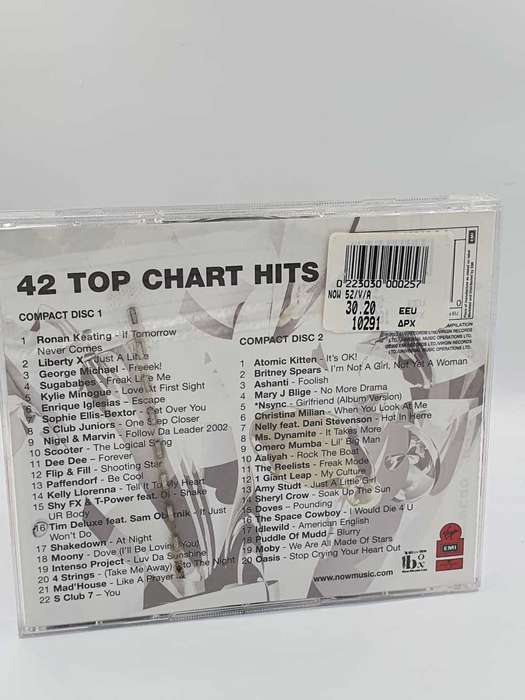 42 TOP CHART HITS
COMPACT DISC 1
1 Ronan Keating - If Tomorrow
Never Comes
2 Liberty X - Just A Little
3 George Michael - Freeek!
4 Sugababes - Freak Like Me
5 Kylie Minogue - Love At First Sight
6 Enrique Iglesias - Escape
7 Sophie Ellis-Bextor - Get Over You
8 S Club Juniors - One Step Closer
9 Nigel & Marvin - Follow Da Leader 2002
10 Scooter - The Logical Song
11 Dee Dee - Forever
12 Flip & Fill - Shooting Star
13 Paffendorf - Be Cool
14 Kelly Llorenna - Tell It To My Heart
15 Shy FX & T-Power feat. Di - Shake
UR Body
16 Tim Deluxe feat. Sam Ob - It Just
Won't Do
17 Shakedown - At Night
18 Moony - Dove (I'll Be Loving You)
19 Intenso Project - Luv Da Sunshine
20 4 Strings - (Take Me Away) Into The Night
21 Mad'House - Like A Prayer
22 S Club 7 - You
COMPACT DISC 2
1 Atomic Kitten - It's OK!
2 Britney Spears - I'm Not A Girl, Not Yet A Woman
3 Ashanti - Foolish
4 Mary J Blige - No More Drama
5 *Nsync - Girlfriend (Album Version)
6 Christina Milian - When You Look At Me
7 Nelly feat. Dani Stevenson - Hot In Herre
8 Ms. Dynamite - It Takes More
9 Omero Mumba - Lil' Big Man
10 Aaliyah - Rock The Boat
11 The Reelists - Freak Mode
12 1 Giant Leap - My Culture
13 Amy Studt - Just A Little Girl
14 Sheryl Crow - Soak Up The Sun
15 Doves - Pounding
16 The Space Cowboy - I Would Die 4 U
17 Idlewild - American English
18 Puddle Of Mudd - Blurry
19 Moby - We Are All Made Of Stars
20 Oasis - Stop Crying Your Heart Out
www.nowmusic.com
box
Virgin
EMI
0 223030 000257
NOW 52/V/A
30.20 EEU
10291 ΔPX